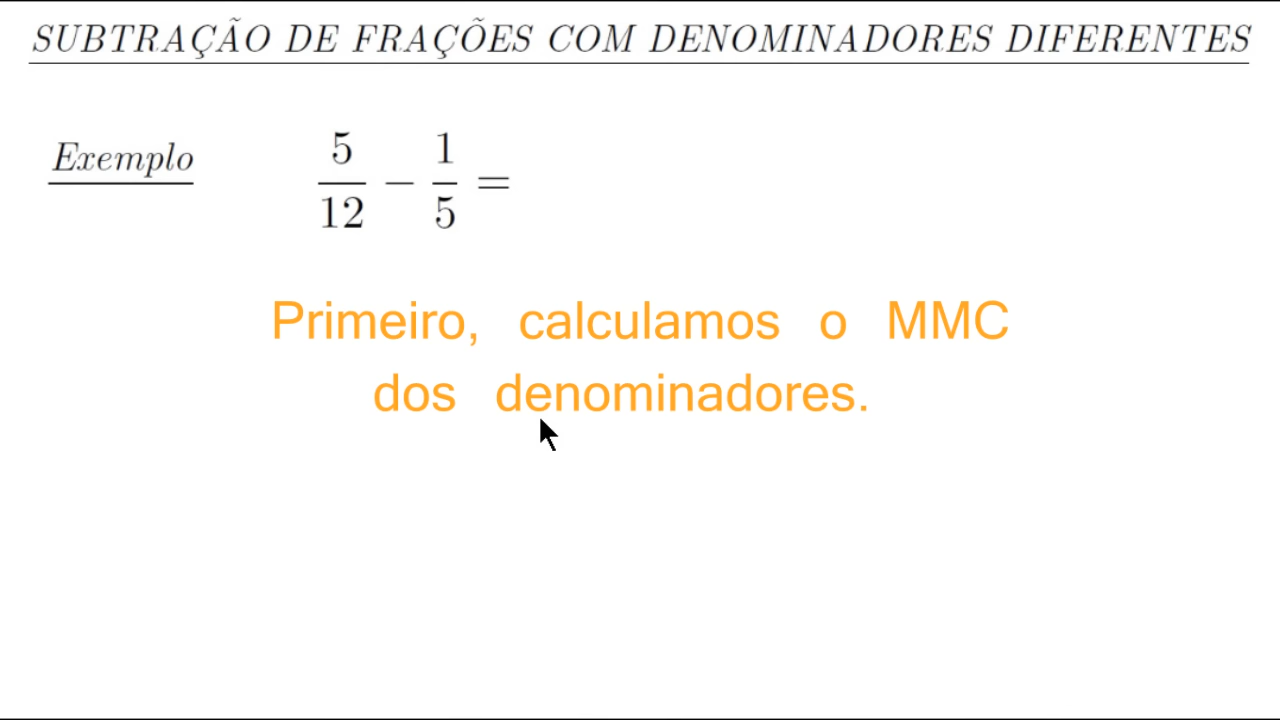 SUBTRAÇÃO DE FRAÇÕES COM DENOMINADORES DIFERENTES
Exemplo 5/12 − 1/5 =
Primeiro, calculamos o MMC
dos denominadores.